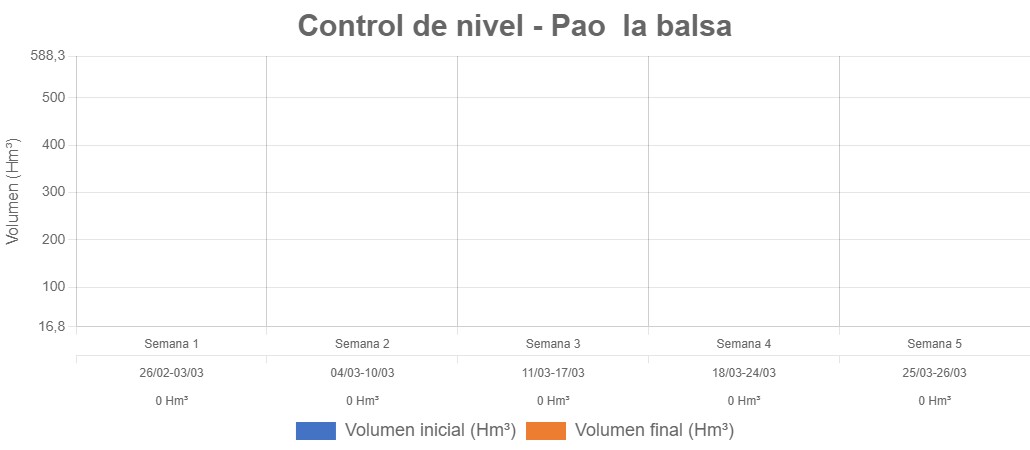 Control de nivel - Pao  la balsa
Volumen (Hm³)
588,3
500
400
300
200
100
16,8
Semana 1 Semana 2 Semana 3 Semana 4 Semana 5
26/02-03/03 04/03-10/03 11/03-17/03 18/03-24/03 25/03-26/03
0 Hm³ 0 Hm³ 0 Hm³ 0 Hm³ 0 Hm³
Volumen inicial (Hm³) Volumen final (Hm³)